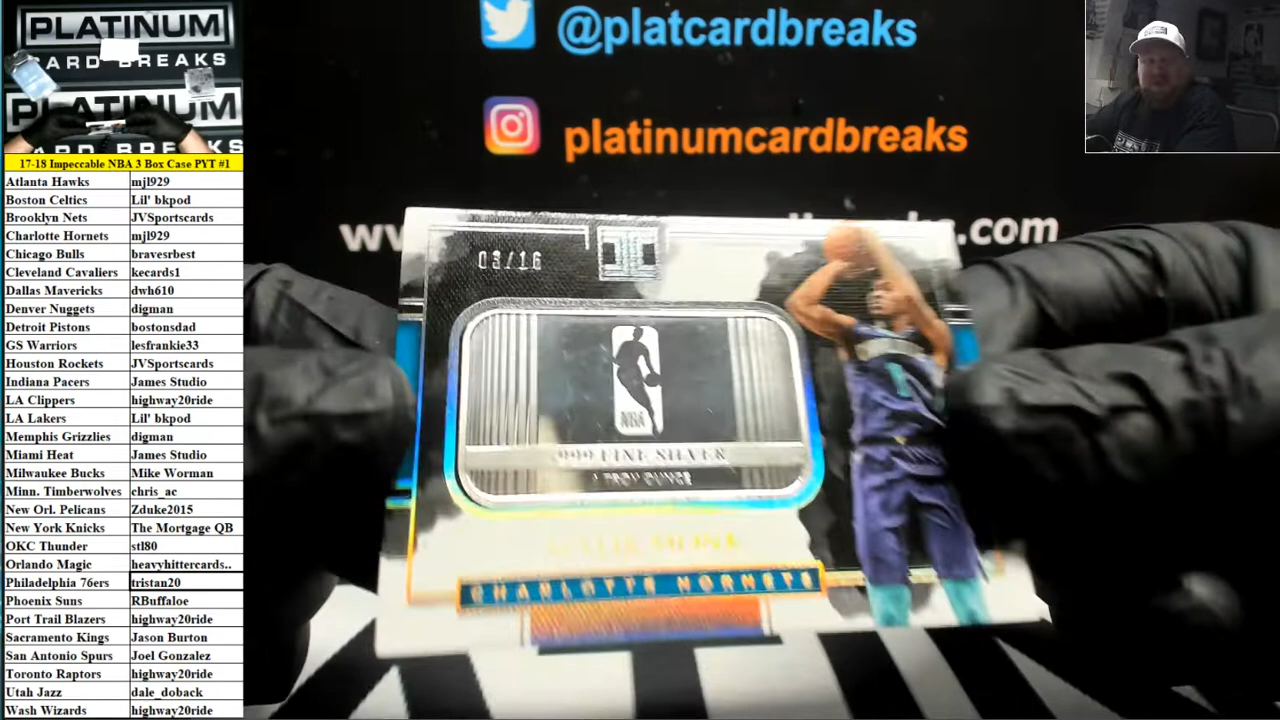 PLATINUM
CARD BREAKS
PLATINUM
CARD BREAKS
17-18 Impeccable NBA 3 Box Case PYT #1
Atlanta Hawks mjl929
Boston Celtics Lil' bkpod
Brooklyn Nets JVSportscards
Charlotte Hornets mjl929
Chicago Bulls bravesrbest
Cleveland Cavaliers kecards1
Dallas Mavericks dwh610
Denver Nuggets digman
Detroit Pistons bostonsdad
GS Warriors lesfrankie33
Houston Rockets JVSportscards
Indiana Pacers James Studio
LA Clippers highway20ride
LA Lakers Lil' bkpod
Memphis Grizzlies digman
Miami Heat James Studio
Milwaukee Bucks Mike Worman
Minn. Timberwolves chris_ac
New Orl. Pelicans Zduke2015
New York Knicks The Mortgage QB
OKC Thunder stl80
Orlando Magic heavyhittercards..
Philadelphia 76ers tristan20
Phoenix Suns RBuffaloe
Port Trail Blazers highway20ride
Sacramento Kings Jason Burton
San Antonio Spurs Joel Gonzalez
Toronto Raptors highway20ride
Utah Jazz dale_doback
Wash Wizards highway20ride
@platcardbreaks
platinumcardbreaks
.com
03/16
NBA
999 FINE SILVER
1 TROY OUNCE
CHARLOTTE HORNETS